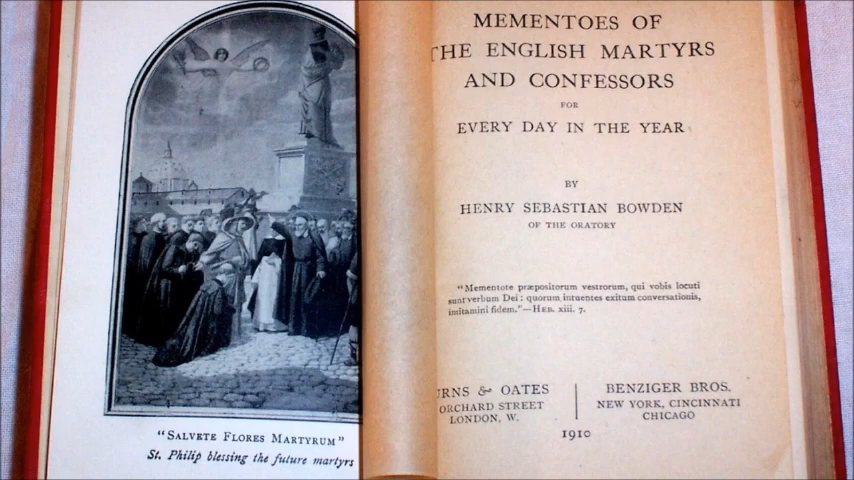 "Salvete Flores Martyrum"
St. Philip blessing the future martyrs
MEMENTOES OF
THE ENGLISH MARTYRS
AND CONFESSORS
FOR
EVERY DAY IN THE YEAR
BY
HENRY SEBASTIAN BOWDEN
OF THE ORATORY
"Mementote præpositorum vestrorum, qui vobis locuti
sunt verbum Dei : quorum intuentes exitum conversationis,
imitamini fidem."—Heb. xiii. 7.
RNS & OATES
ORCHARD STREET
LONDON, W.
BENZIGER BROS.
NEW YORK, CINCINNATI
CHICAGO
1910